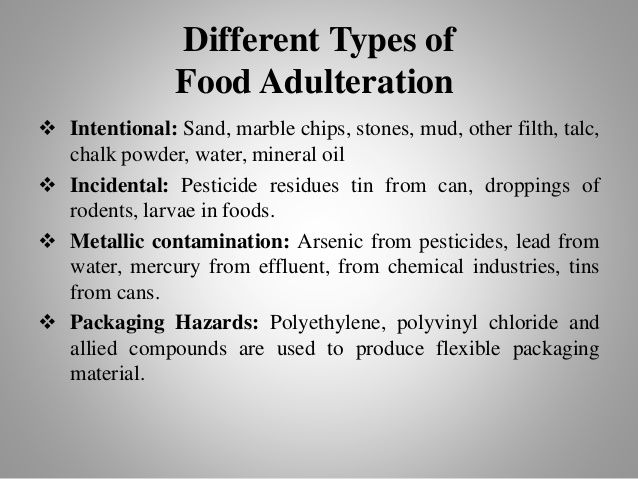 Different Types of
Food Adulteration
❖ Intentional: Sand, marble chips, stones, mud, other filth, talc,
chalk powder, water, mineral oil
❖ Incidental: Pesticide residues tin from can, droppings of
rodents, larvae in foods.
❖ Metallic contamination: Arsenic from pesticides, lead from
water, mercury from effluent, from chemical industries, tins
from cans.
❖ Packaging Hazards: Polyethylene, polyvinyl chloride and
allied compounds are used to produce flexible packaging
material.